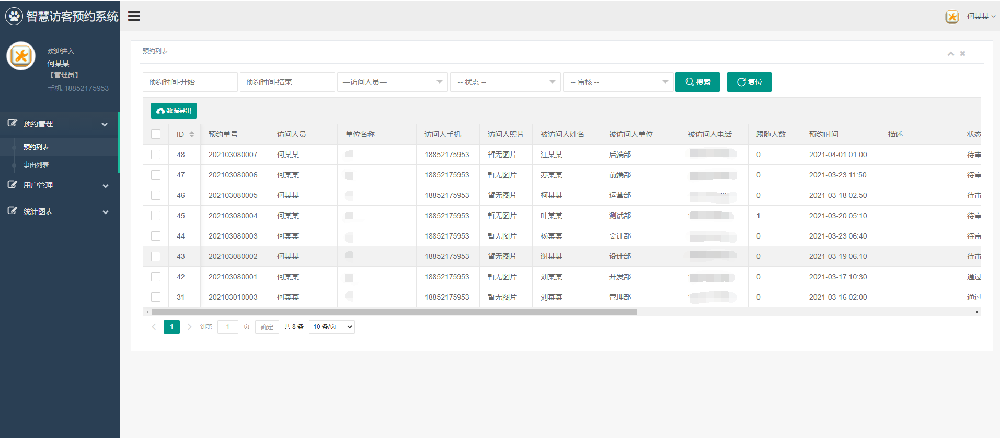 智慧访客预约系统
何某某
欢迎进入
何某某
【管理员】
手机:18852175953
预约管理
预约列表
事由列表
用户管理
统计图表
预约列表
预约时间-开始 预约时间-结束 —访问人员— -- 状态 -- -- 审核 -- 搜索 复位
数据导出
ID 预约单号 访问人员 单位名称 访问人手机 访问人照片 被访问人姓名 被访问人单位 被访问人电话 跟随人数 预约时间 描述 状态
48 202103080007 何某某 18852175953 暂无图片 汪某某 后端部 0 2021-04-01 01:00 待审
47 202103080006 何某某 18852175953 暂无图片 苏某某 前端部 0 2021-03-23 11:50 待审
46 202103080005 何某某 18852175953 暂无图片 柯某某 运营部 0 2021-03-18 02:50 待审
45 202103080004 何某某 18852175953 暂无图片 叶某某 测试部 1 2021-03-20 05:10 待审
44 202103080003 何某某 18852175953 暂无图片 杨某某 会计部 0 2021-03-23 06:40 待审
43 202103080002 何某某 18852175953 暂无图片 谢某某 设计部 0 2021-03-19 06:10 待审
42 202103080001 何某某 18852175953 暂无图片 刘某某 开发部 0 2021-03-17 10:30 通过
31 202103010003 何某某 18852175953 暂无图片 刘某某 管理部 0 2021-03-16 02:00 通过
1 到第 1 页 确定 共 8 条 10 条/页